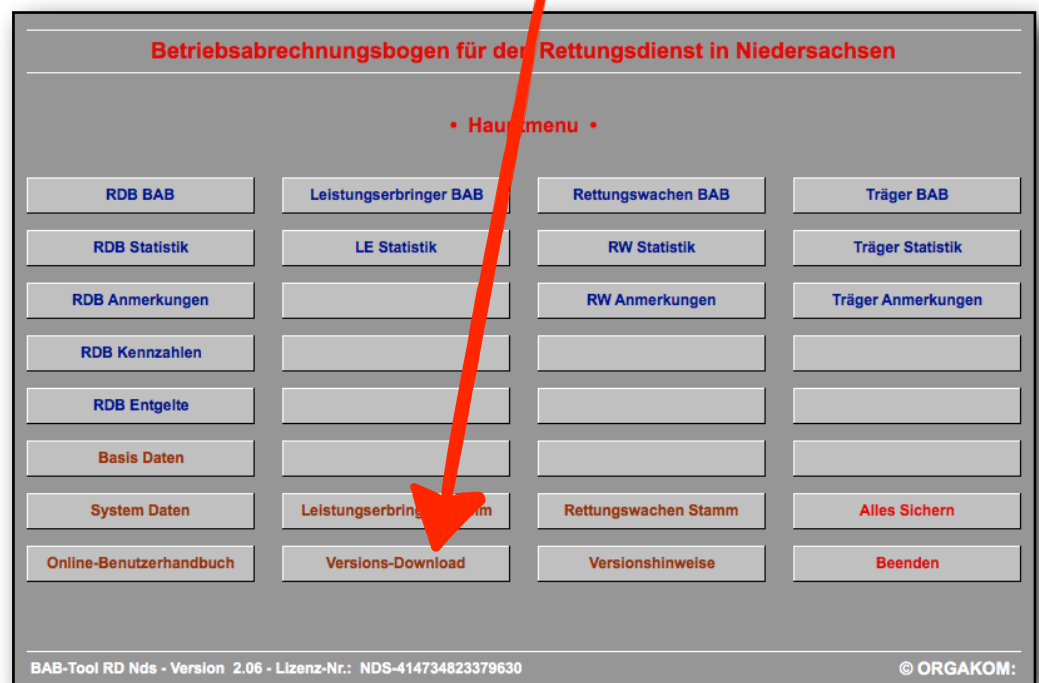 Betriebsabrechnungsbogen für den Rettungsdienst in Niedersachsen
• Hauptmenu •
RDB BAB Leistungserbringer BAB Rettungswachen BAB Träger BAB
RDB Statistik LE Statistik RW Statistik Träger Statistik
RDB Anmerkungen RW Anmerkungen Träger Anmerkungen
RDB Kennzahlen
RDB Entgelte
Basis Daten
System Daten Rettungswachen Stamm Alles Sichern
Online-Benutzerhandbuch Versions-Download Versionshinweise Beenden
BAB-Tool RD Nds - Version 2.06 - Lizenz-Nr.: NDS-414734823379630 © ORGAKOM: